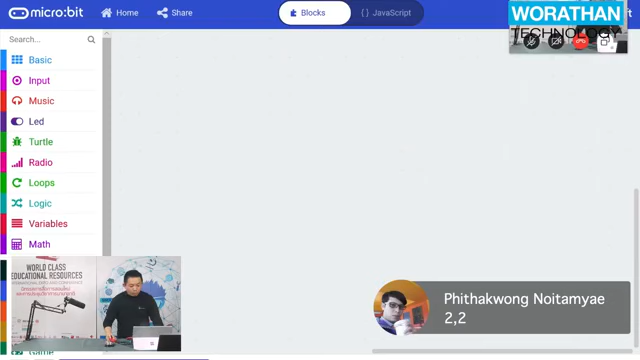 micro:bit
Home
Share
Blocks
{ } JavaScript
WORATHAN
TECHNOLOGY
Search...
Basic
Input
Music
Led
Turtle
Radio
Loops
Logic
Variables
Math
WORLD CLASS
EDUCATIONAL RESOURCES
Phithakwong Noitamyae
2,2
Game